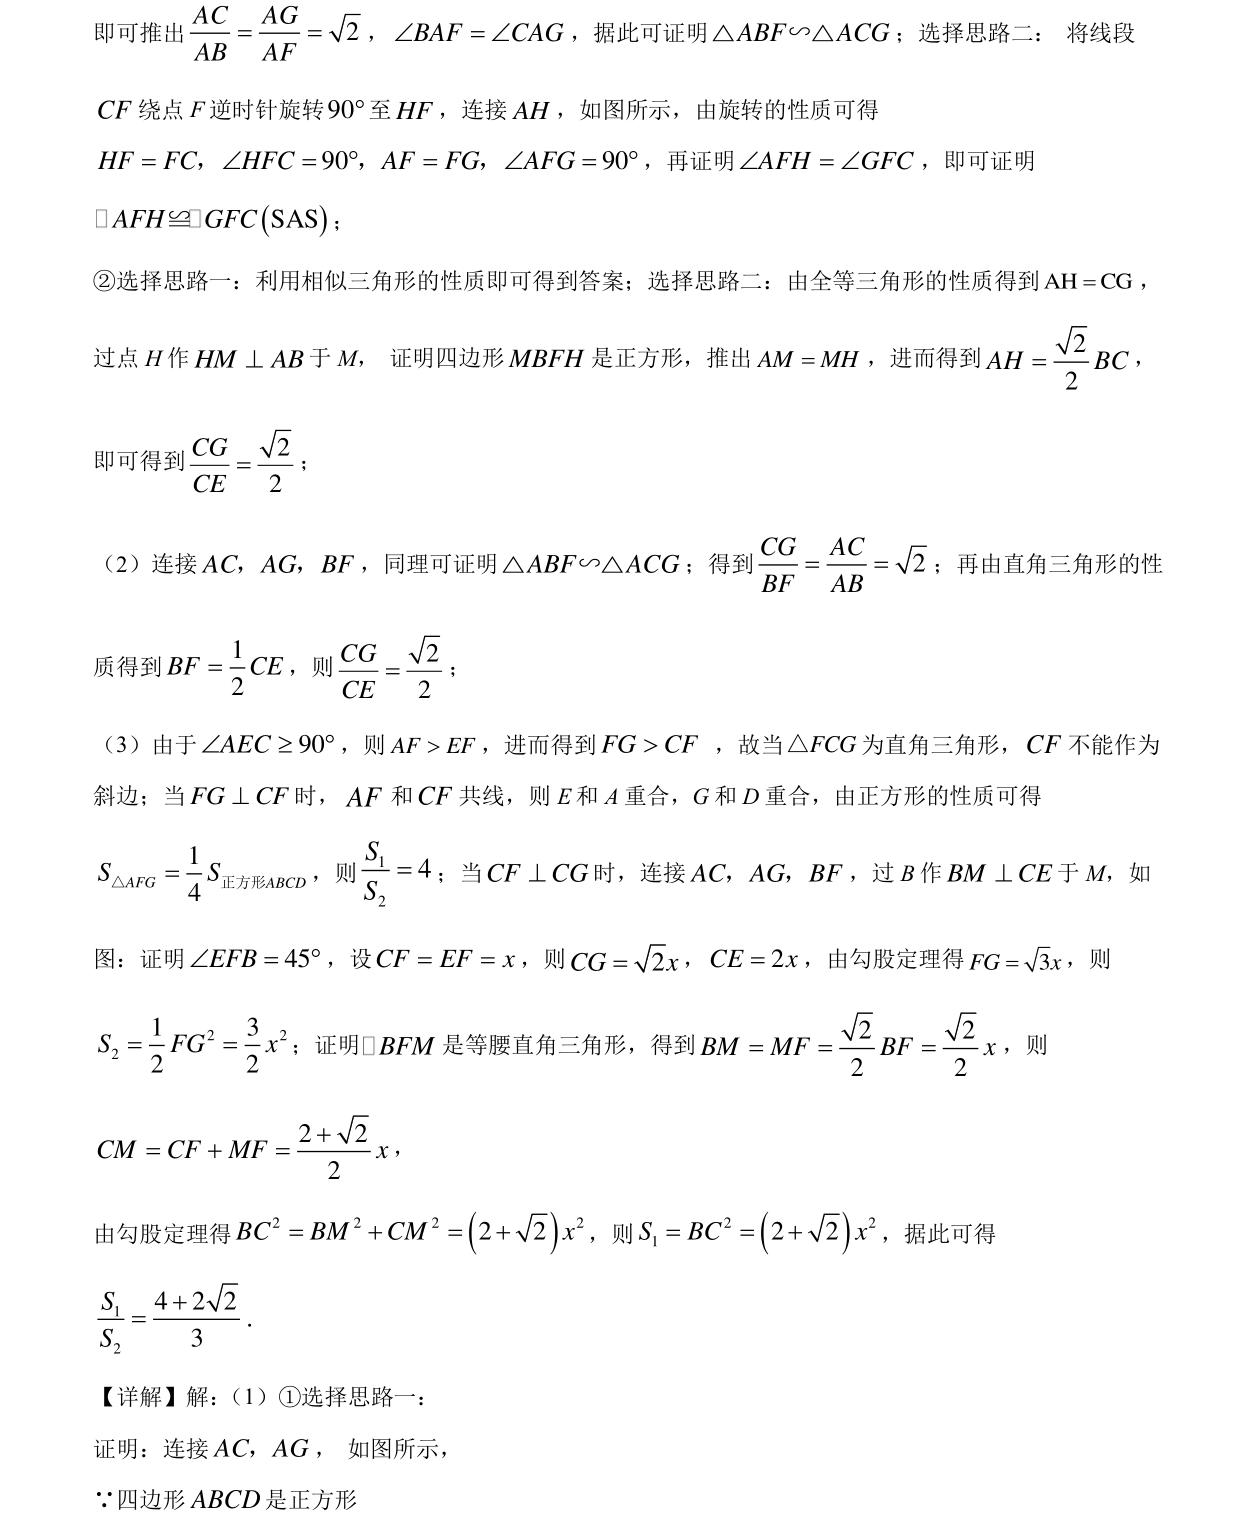 即可推出 AC/AB = AG/AF = √2，∠BAF = ∠CAG，据此可证明△ABF∽△ACG；选择思路二： 将线段
CF 绕点 F 逆时针旋转90°至HF，连接 AH，如图所示，由旋转的性质可得
HF = FC，∠HFC = 90°，AF = FG，∠AFG = 90°，再证明∠AFH = ∠GFC，即可证明
□AFH≌□GFC(SAS)；
②选择思路一：利用相似三角形的性质即可得到答案；选择思路二：由全等三角形的性质得到AH = CG，
过点 H 作 HM ⊥ AB 于 M， 证明四边形 MBFH 是正方形，推出 AM = MH，进而得到 AH = √2/2 BC，
即可得到 CG/CE = √2/2；
（2）连接 AC，AG，BF，同理可证明△ABF∽△ACG；得到 CG/BF = AC/AB = √2；再由直角三角形的性
质得到 BF = 1/2 CE，则 CG/CE = √2/2；
（3）由于∠AEC ≥ 90°，则 AF > EF，进而得到 FG > CF ，故当△FCG 为直角三角形，CF 不能作为
斜边；当 FG ⊥ CF 时， AF 和 CF 共线，则 E 和 A 重合，G 和 D 重合，由正方形的性质可得
S△AFG = 1/4 S正方形ABCD，则 S₁/S₂ = 4；当 CF ⊥ CG 时，连接 AC，AG，BF，过 B 作 BM ⊥ CE 于 M，如
图：证明∠EFB = 45°，设 CF = EF = x，则 CG = √2x，CE = 2x，由勾股定理得 FG = √3x，则
S₂ = 1/2 FG² = 3/2 x²；证明□BFM 是等腰直角三角形，得到 BM = MF = √2/2 BF = √2/2 x，则
CM = CF + MF = (2+√2)/2 x，
由勾股定理得 BC² = BM² + CM² = (2+√2)x²，则 S₁ = BC² = (2+√2)x²，据此可得
S₁/S₂ = (4+2√2)/3．
【详解】解：（1）①选择思路一：
证明：连接 AC，AG， 如图所示，
∵四边形 ABCD 是正方形